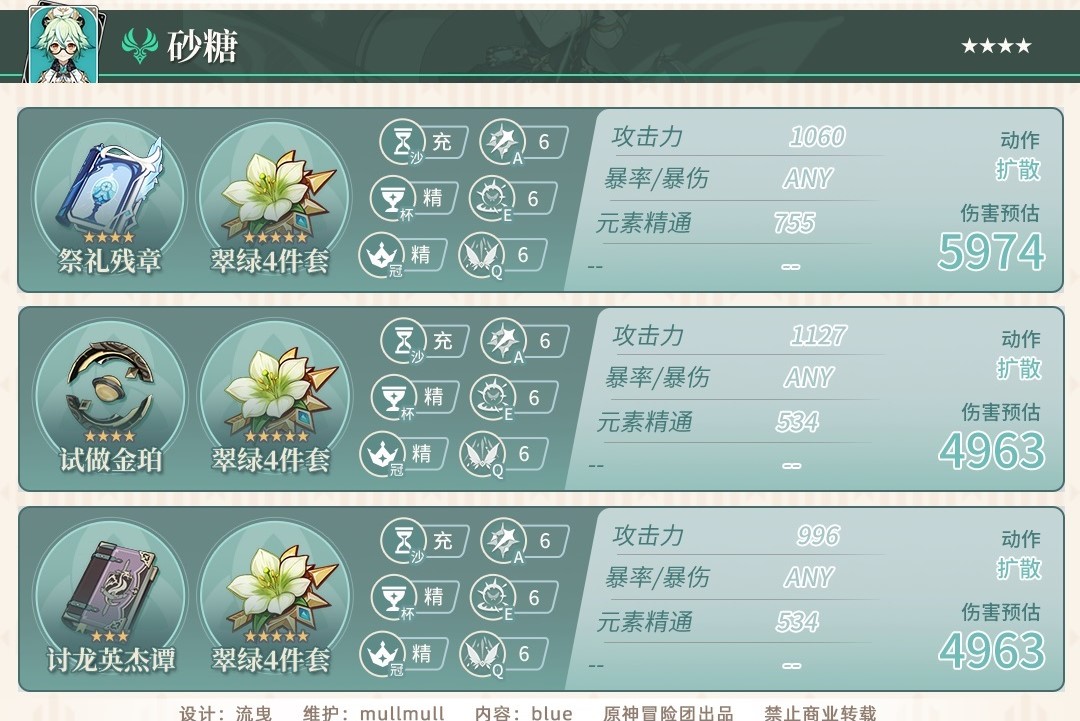 砂糖
★★★★
祭礼残章
翠绿4件套
沙 充
A 6
杯 精
E 6
冠 精
Q 6
攻击力 1060
暴率/暴伤 ANY
元素精通 755
-- --
动作
扩散
伤害预估
5974
试做金珀
翠绿4件套
沙 充
A 6
杯 精
E 6
冠 精
Q 6
攻击力 1127
暴率/暴伤 ANY
元素精通 534
-- --
动作
扩散
伤害预估
4963
讨龙英杰谭
翠绿4件套
沙 充
A 6
杯 精
E 6
冠 精
Q 6
攻击力 996
暴率/暴伤 ANY
元素精通 534
-- --
动作
扩散
伤害预估
4963
设计：流曳 维护：mullmull 内容：blue 原神冒险团出品 禁止商业转载